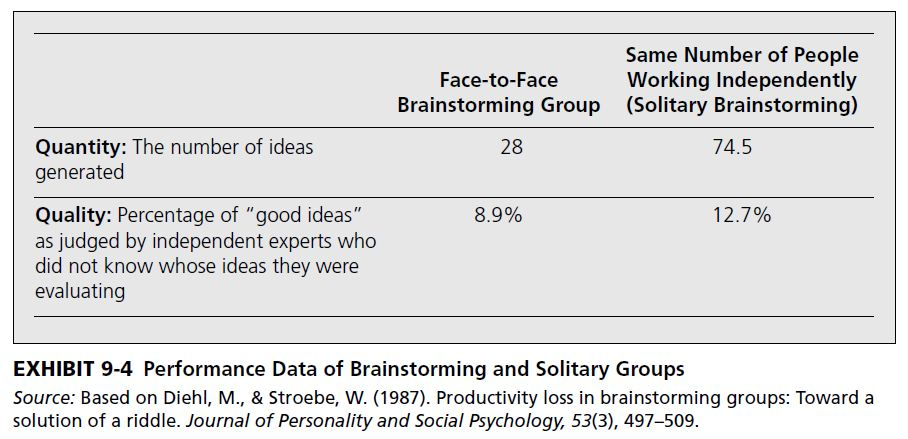 Face-to-Face
Brainstorming Group
Same Number of People
Working Independently
(Solitary Brainstorming)
Quantity: The number of ideas
generated
28
74.5
Quality: Percentage of “good ideas”
as judged by independent experts who
did not know whose ideas they were
evaluating
8.9%
12.7%
EXHIBIT 9-4 Performance Data of Brainstorming and Solitary Groups
Source: Based on Diehl, M., & Stroebe, W. (1987). Productivity loss in brainstorming groups: Toward a
solution of a riddle. Journal of Personality and Social Psychology, 53(3), 497–509.